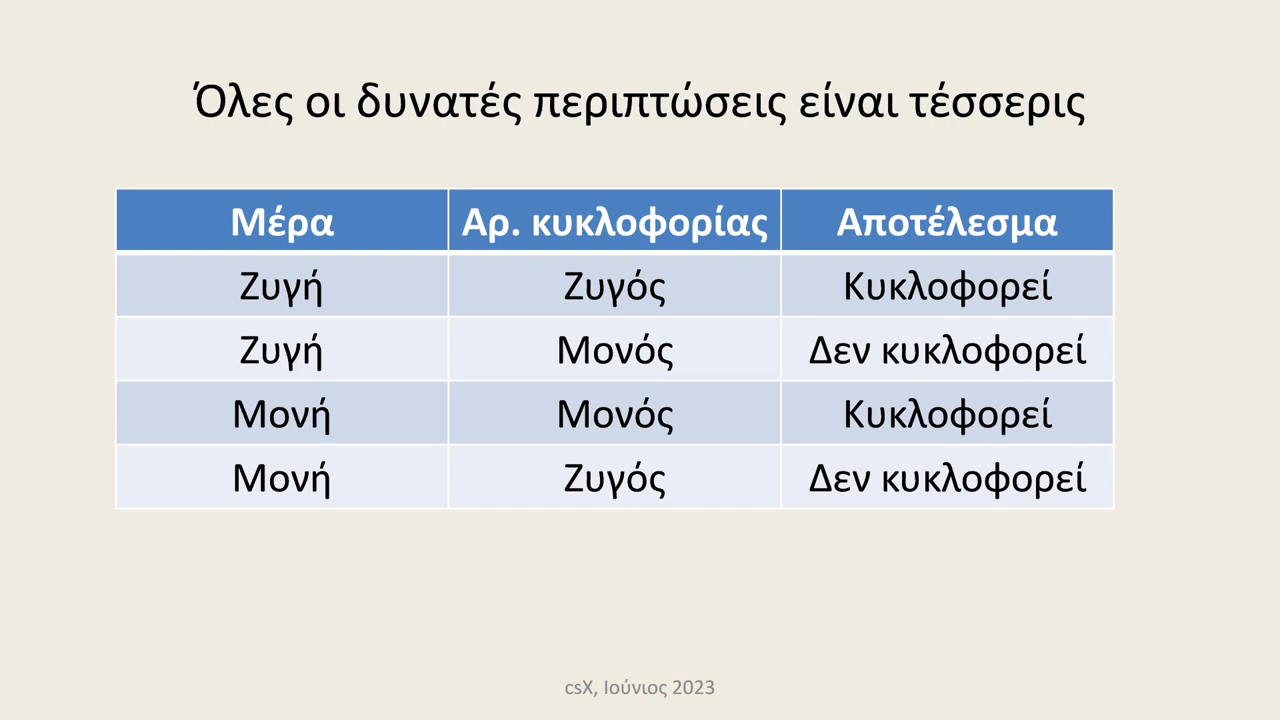 Όλες οι δυνατές περιπτώσεις είναι τέσσερις
Μέρα Αρ. κυκλοφορίας Αποτέλεσμα
Ζυγή Ζυγός Κυκλοφορεί
Ζυγή Μονός Δεν κυκλοφορεί
Μονή Μονός Κυκλοφορεί
Μονή Ζυγός Δεν κυκλοφορεί
csX, Ιούνιος 2023